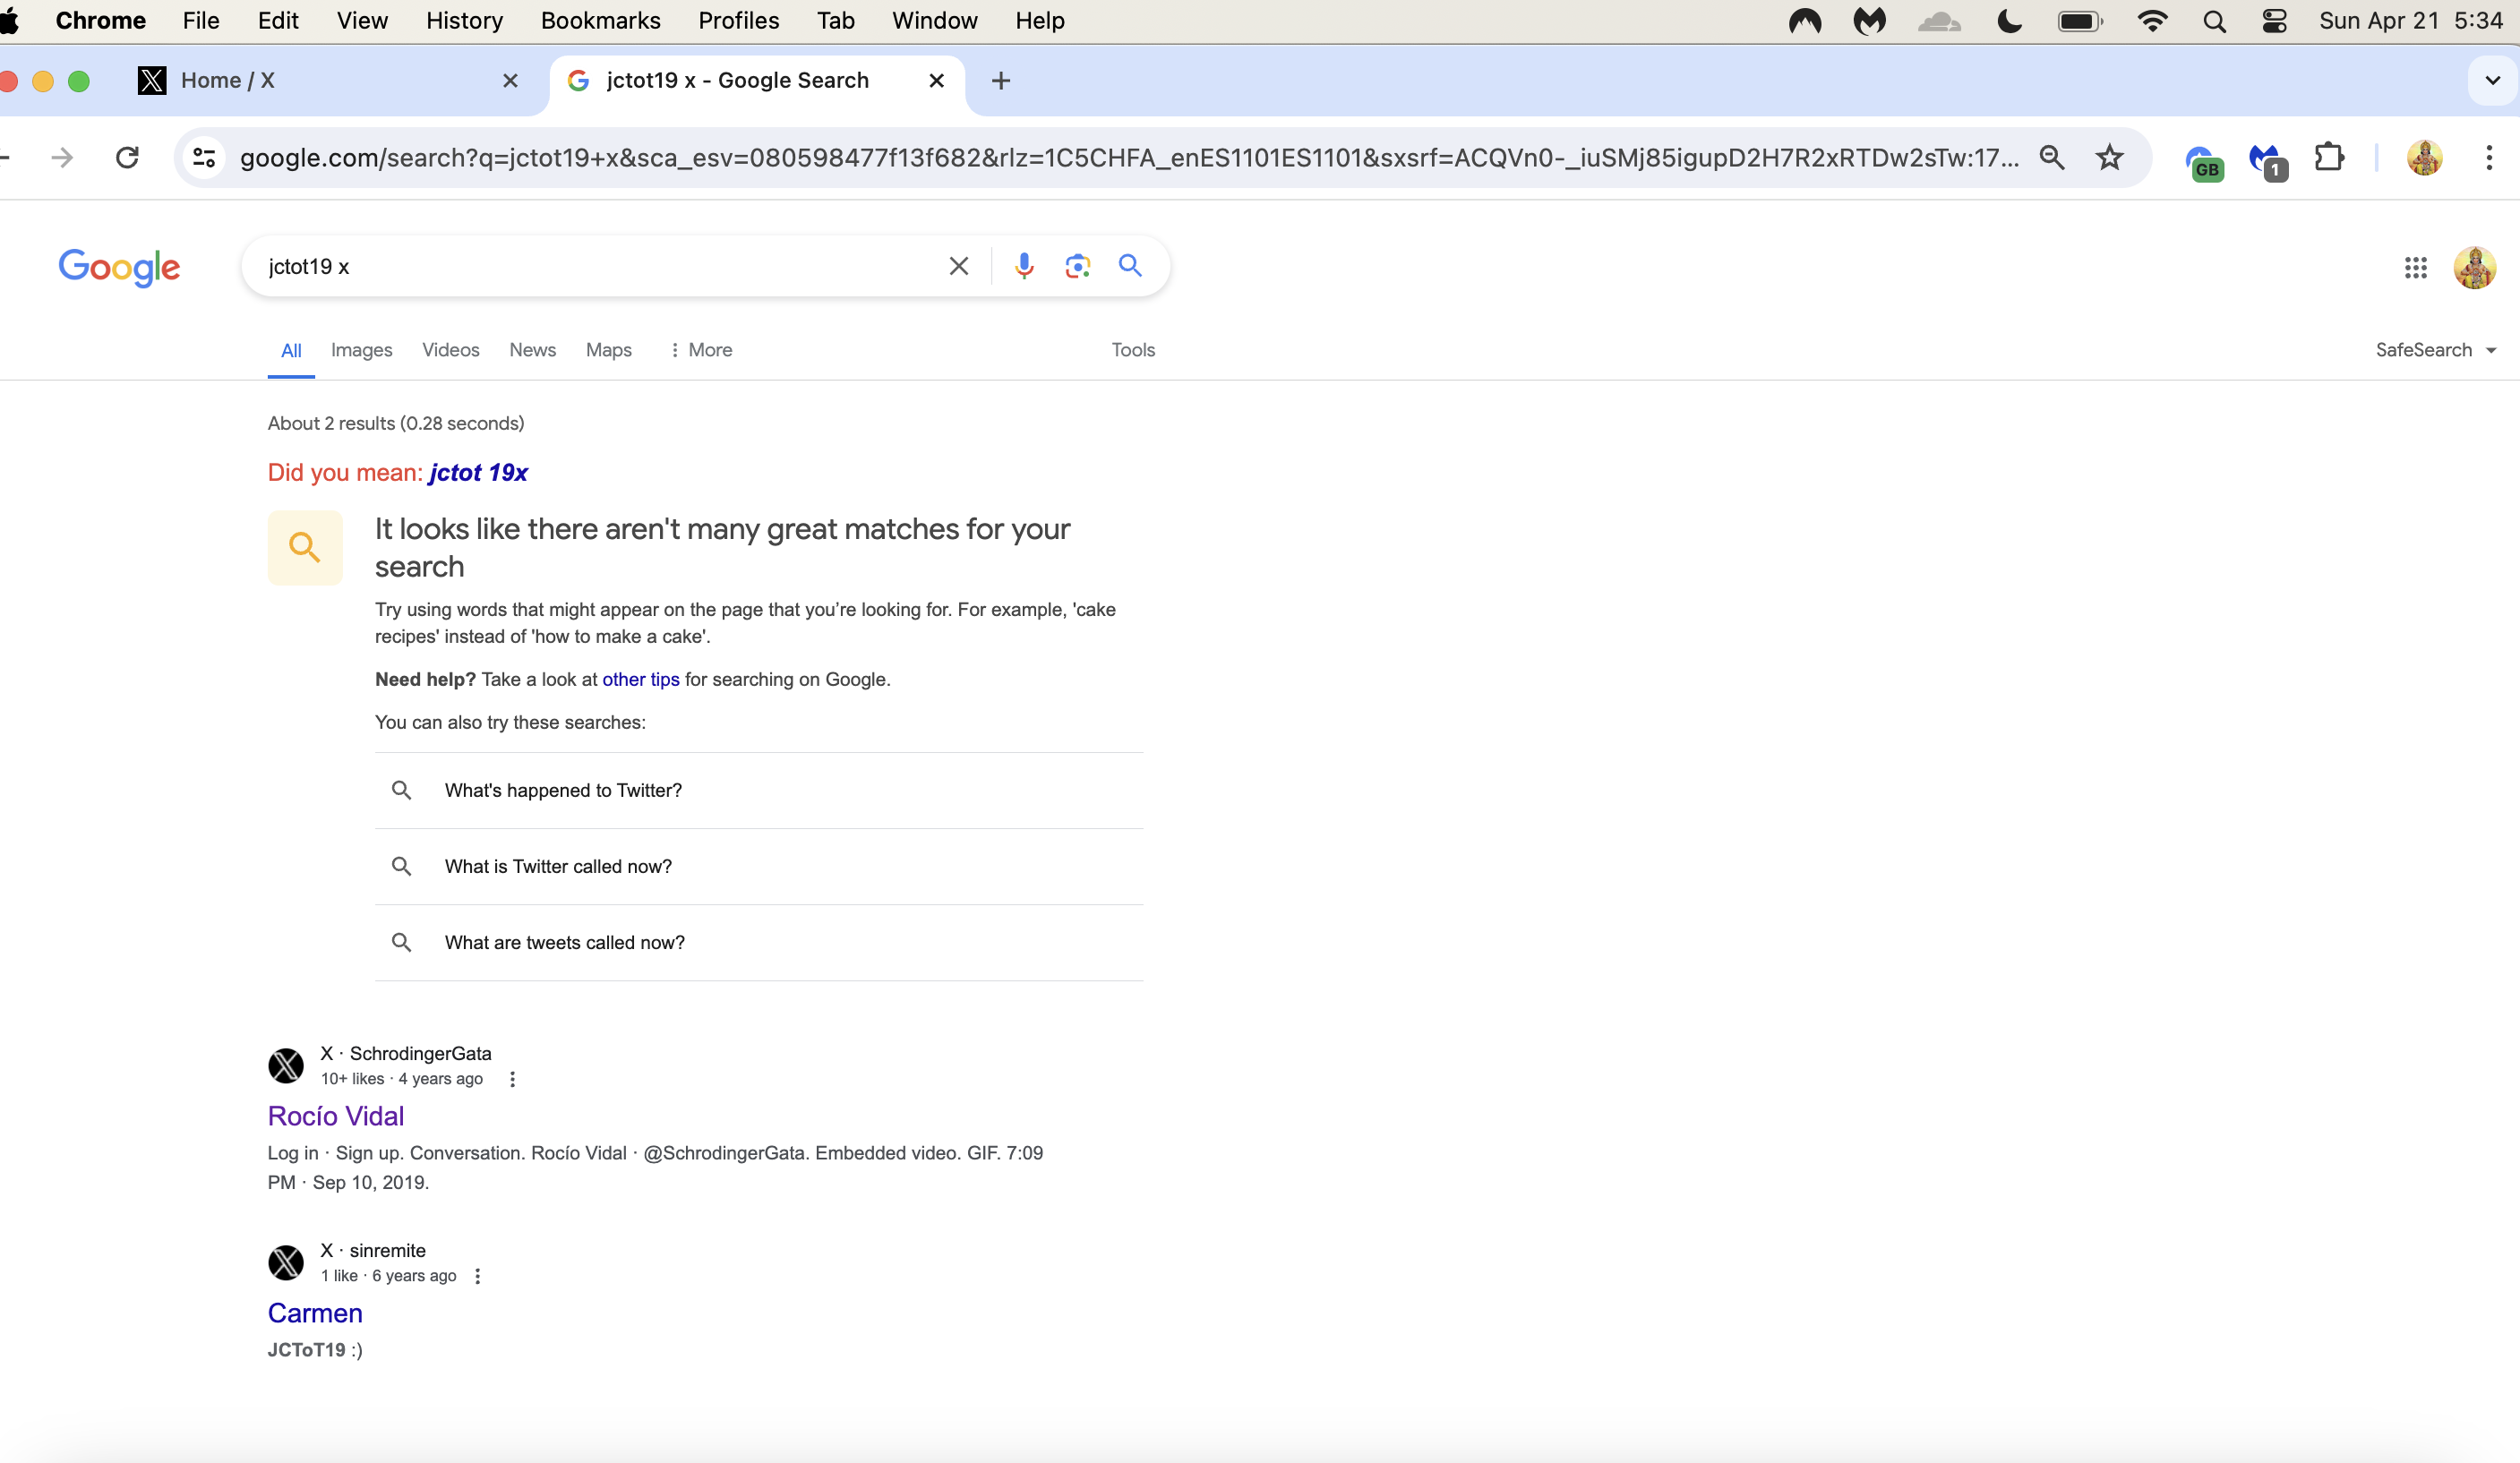 Chrome File Edit View History Bookmarks Profiles Tab Window Help Sun Apr 21 5:34
Home / X
jctot19 x - Google Search
google.com/search?q=jctot19+x&sca_esv=080598477f13f682&rlz=1C5CHFA_enES1101ES1101&sxsrf=ACQVn0-_iuSMj85igupD2H7R2xRTDw2sTw:17...
GB
1
Google
jctot19 x
All Images Videos News Maps More Tools SafeSearch
About 2 results (0.28 seconds)
Did you mean: jctot 19x
It looks like there aren't many great matches for your
search
Try using words that might appear on the page that you’re looking for. For example, 'cake
recipes' instead of 'how to make a cake'.
Need help? Take a look at other tips for searching on Google.
You can also try these searches:
What's happened to Twitter?
What is Twitter called now?
What are tweets called now?
X · SchrodingerGata
10+ likes · 4 years ago
Rocío Vidal
Log in · Sign up. Conversation. Rocío Vidal · @SchrodingerGata. Embedded video. GIF. 7:09
PM · Sep 10, 2019.
X · sinremite
1 like · 6 years ago
Carmen
JCToT19 :)